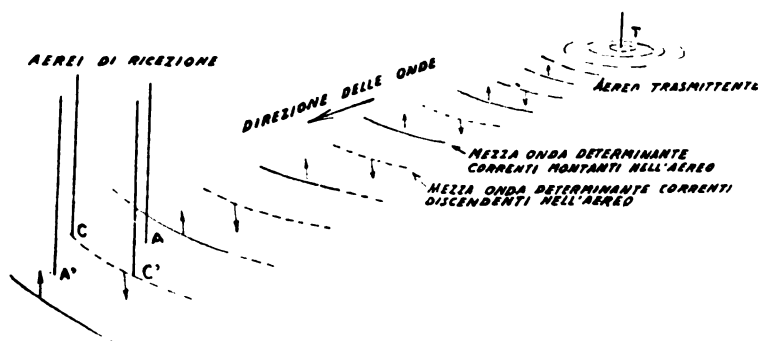 T
AEREI DI RICEZIONE
AEREO TRASMITTENTE
DIREZIONE DELLE ONDE
MEZZA ONDA DETERMINANTE
CORRENTI MONTANTI NELL'AEREO
MEZZA ONDA DETERMINANTE CORRENTI
DISCENDENTI NELL'AEREO
C
A
A'
C'